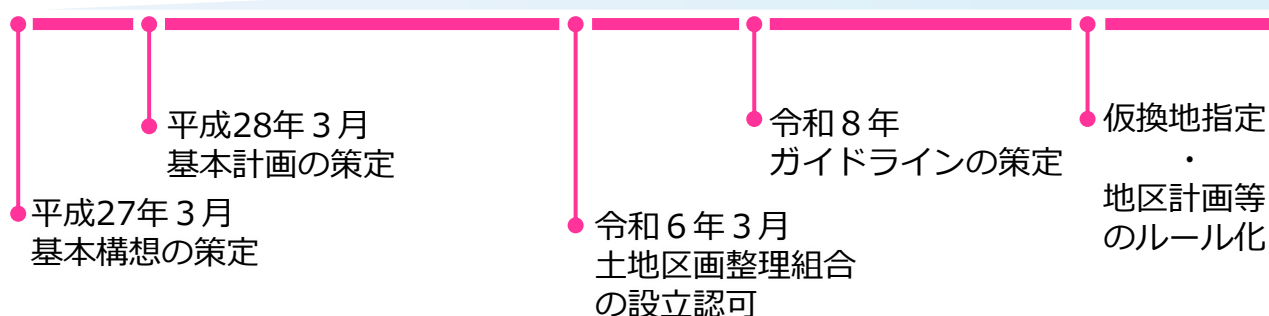 平成27年３月
基本構想の策定
平成28年３月
基本計画の策定
令和６年３月
土地区画整理組合
の設立認可
令和８年
ガイドラインの策定
仮換地指定
・
地区計画等
のルール化